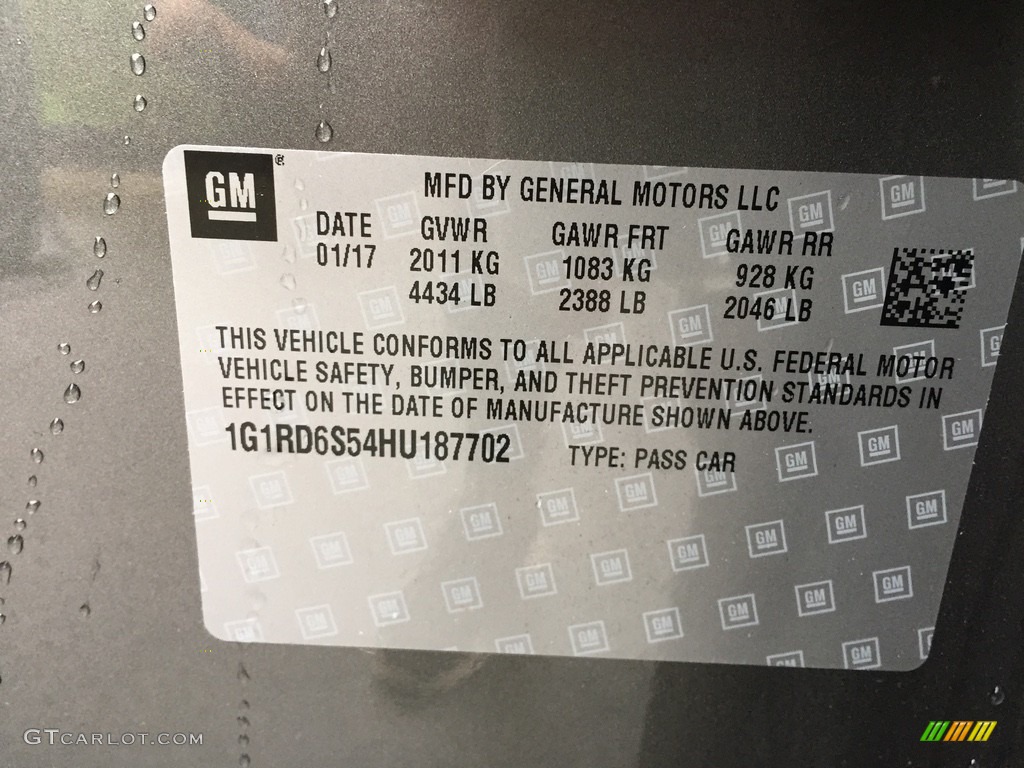 GM®
MFD BY GENERAL MOTORS LLC
DATE GVWR GAWR FRT GAWR RR
01/17 2011 KG 1083 KG 928 KG
4434 LB 2388 LB 2046 LB
THIS VEHICLE CONFORMS TO ALL APPLICABLE U.S. FEDERAL MOTOR
VEHICLE SAFETY, BUMPER, AND THEFT PREVENTION STANDARDS IN
EFFECT ON THE DATE OF MANUFACTURE SHOWN ABOVE.
1G1RD6S54HU187702 TYPE: PASS CAR
GTCARLOT.COM